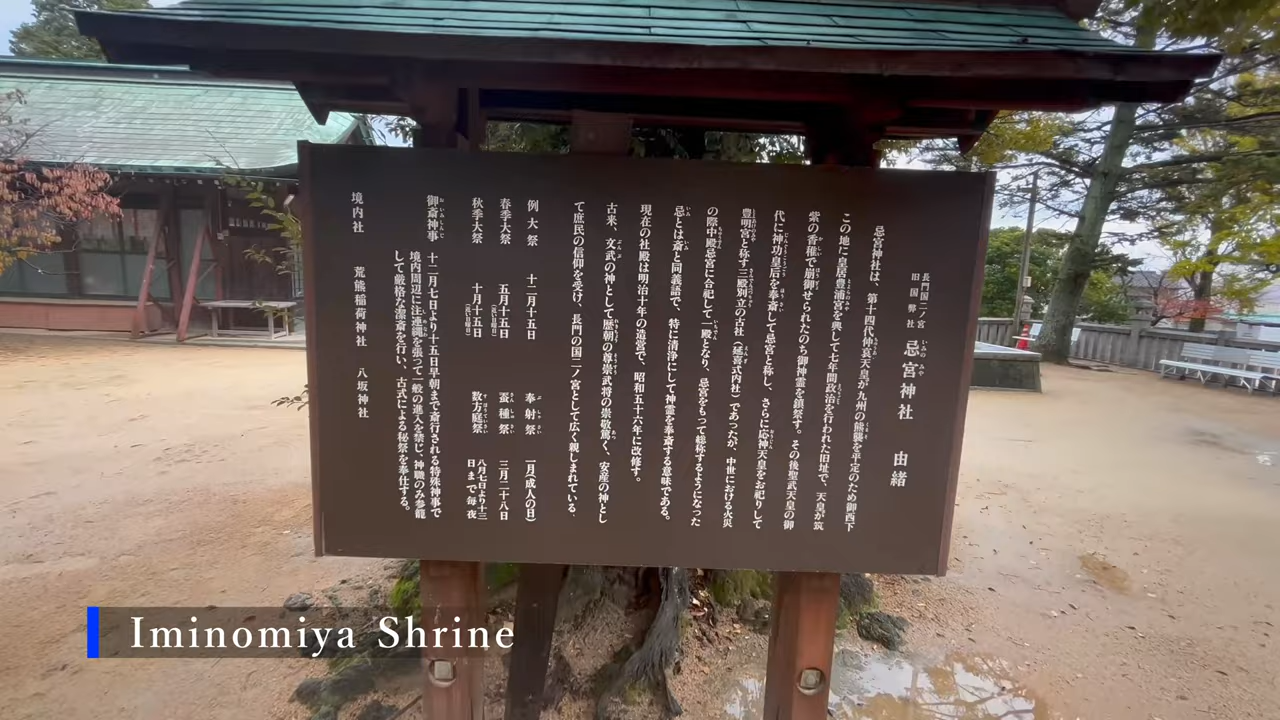 長門国二ノ宮
旧国幣社
忌宮神社 由緒
忌宮神社は、第十四代仲哀天皇が九州の熊襲を平定のため御西下
この地に皇居豊浦宮を興して七年間政治を行われた旧址で、天皇が筑
紫の香椎で崩御せられたのち御神霊を鎮祭す。その後聖武天皇の御
代に神功皇后を奉斎して忌宮と称し、さらに応神天皇をお祀りして
豊明宮と称す三殿別立の古社（延喜式内社）であったが、中世における火災
の際中殿忌宮に合祀して一殿となり、忌宮をもって総称するようになった
忌とは斎と同義語で、特に清浄にして神霊を奉斎する意味である。
現在の社殿は明治十年の造営で、昭和五十六年に改修す。
古来、文武の神として歴朝の尊崇武将の崇敬篤く、安産の神とし
て庶民の信仰を受け、長門の国二ノ宮として広く親しまれている
例大祭 十二月十五日 奉射祭 一月(成人の日)
春季大祭 五月十五日 蚕種祭 三月二十八日
秋季大祭 十月十五日 数方庭祭 八月七日より十三日まで毎夜
御斎神事 十二月七日より十五日早朝まで斎行される特殊神事で
境内周辺に注連縄を張って一般の進入を禁じ、神職のみ参籠
して厳格な潔斎を行い、古式による秘祭を奉仕する。
境内社 荒熊稲荷神社 八坂神社
Iminomiya Shrine